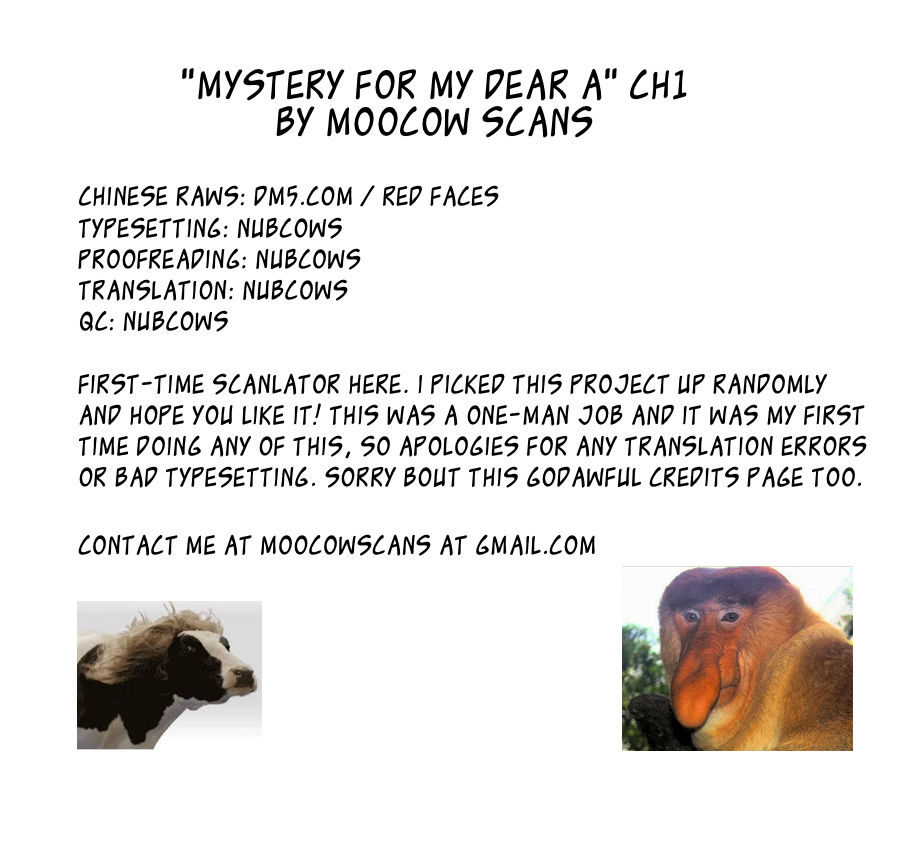 "MYSTERY FOR MY DEAR A" CH1
BY MOOCOW SCANS
CHINESE RAWS: DM5.COM / RED FACES
TYPESETTING: NUBCOWS
PROOFREADING: NUBCOWS
TRANSLATION: NUBCOWS
QC: NUBCOWS
FIRST-TIME SCANLATOR HERE. I PICKED THIS PROJECT UP RANDOMLY
AND HOPE YOU LIKE IT! THIS WAS A ONE-MAN JOB AND IT WAS MY FIRST
TIME DOING ANY OF THIS, SO APOLOGIES FOR ANY TRANSLATION ERRORS
OR BAD TYPESETTING. SORRY BOUT THIS GODAWFUL CREDITS PAGE TOO.
CONTACT ME AT MOOCOWSCANS AT GMAIL.COM